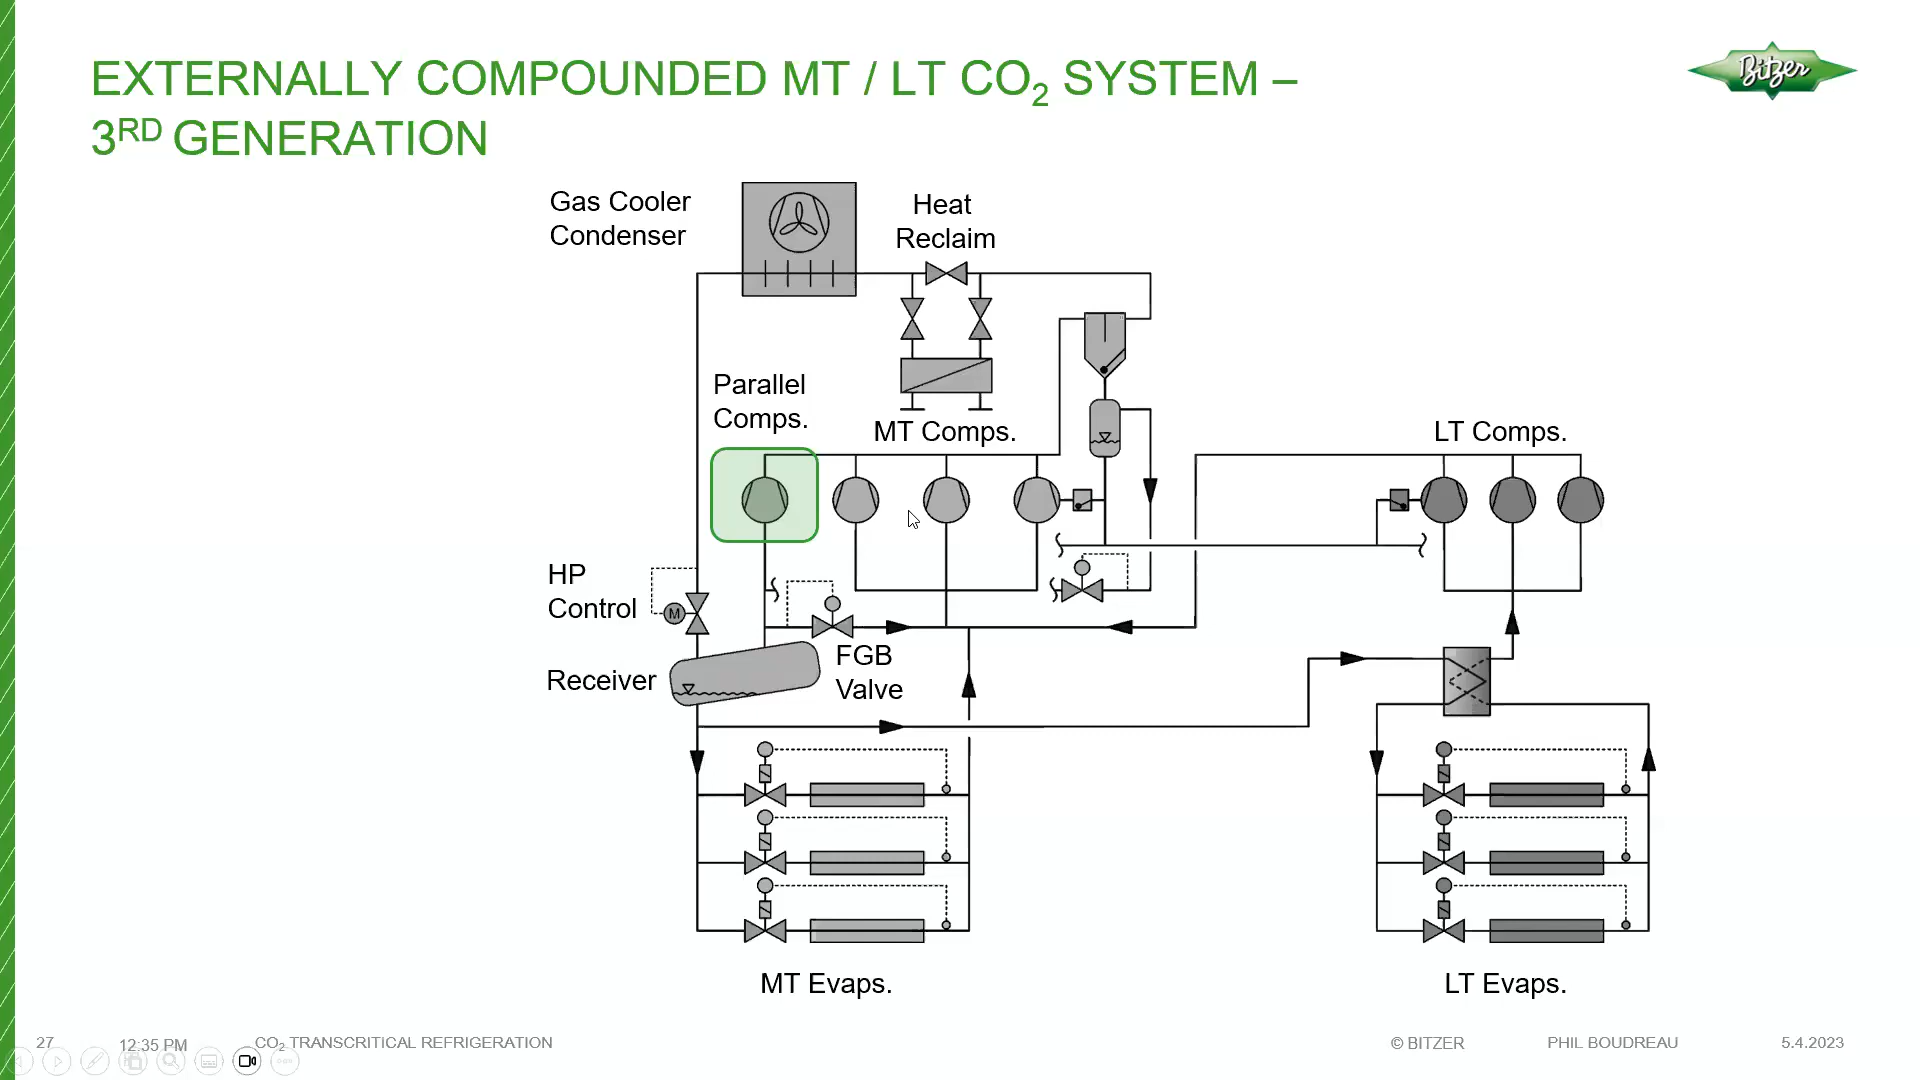 EXTERNALLY COMPOUNDED MT / LT CO2 SYSTEM –
3RD GENERATION
Bitzer
Gas Cooler
Condenser
Heat
Reclaim
Parallel
Comps.
MT Comps.
LT Comps.
HP
Control
M
Receiver
FGB
Valve
MT Evaps.
LT Evaps.
27
12:35 PM
CO2 TRANSCRITICAL REFRIGERATION
© BITZER
PHIL BOUDREAU
5.4.2023